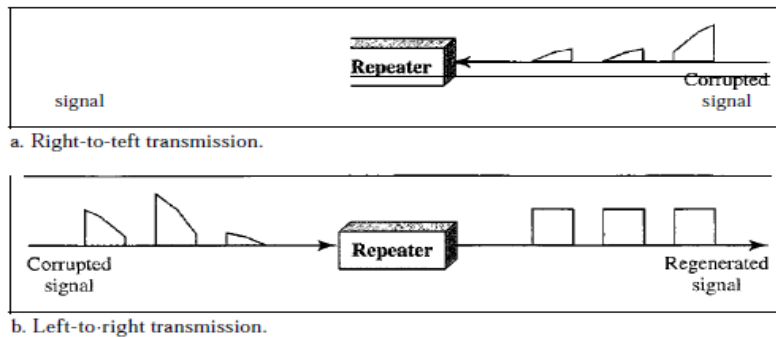 Repeater
Corrupted
signal
signal
a. Right-to-teft transmission.
Repeater
Corrupted
signal
Regenerated
signal
b. Left-to-right transmission.